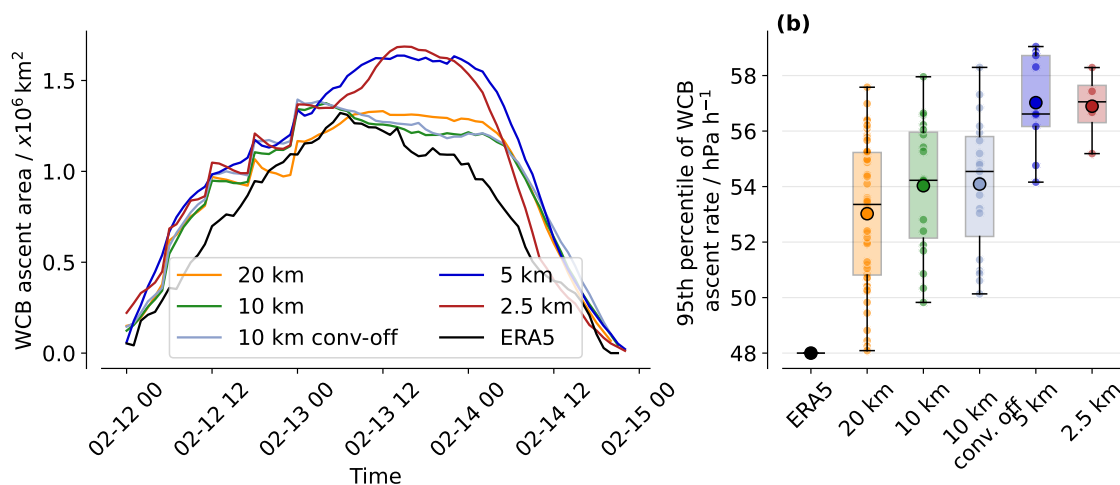 WCB ascent area / x10⁶ km²
1.5
1.0
0.5
0.0
20 km
10 km
10 km conv-off
5 km
2.5 km
ERA5
02-12 00
02-12 12
02-13 00
02-13 12
02-14 00
02-14 12
02-15 00
Time
(b)
95th percentile of WCB
ascent rate / hPa h⁻¹
58
56
54
52
50
48
ERA5
20 km
10 km
10 km
conv. off
5 km
2.5 km